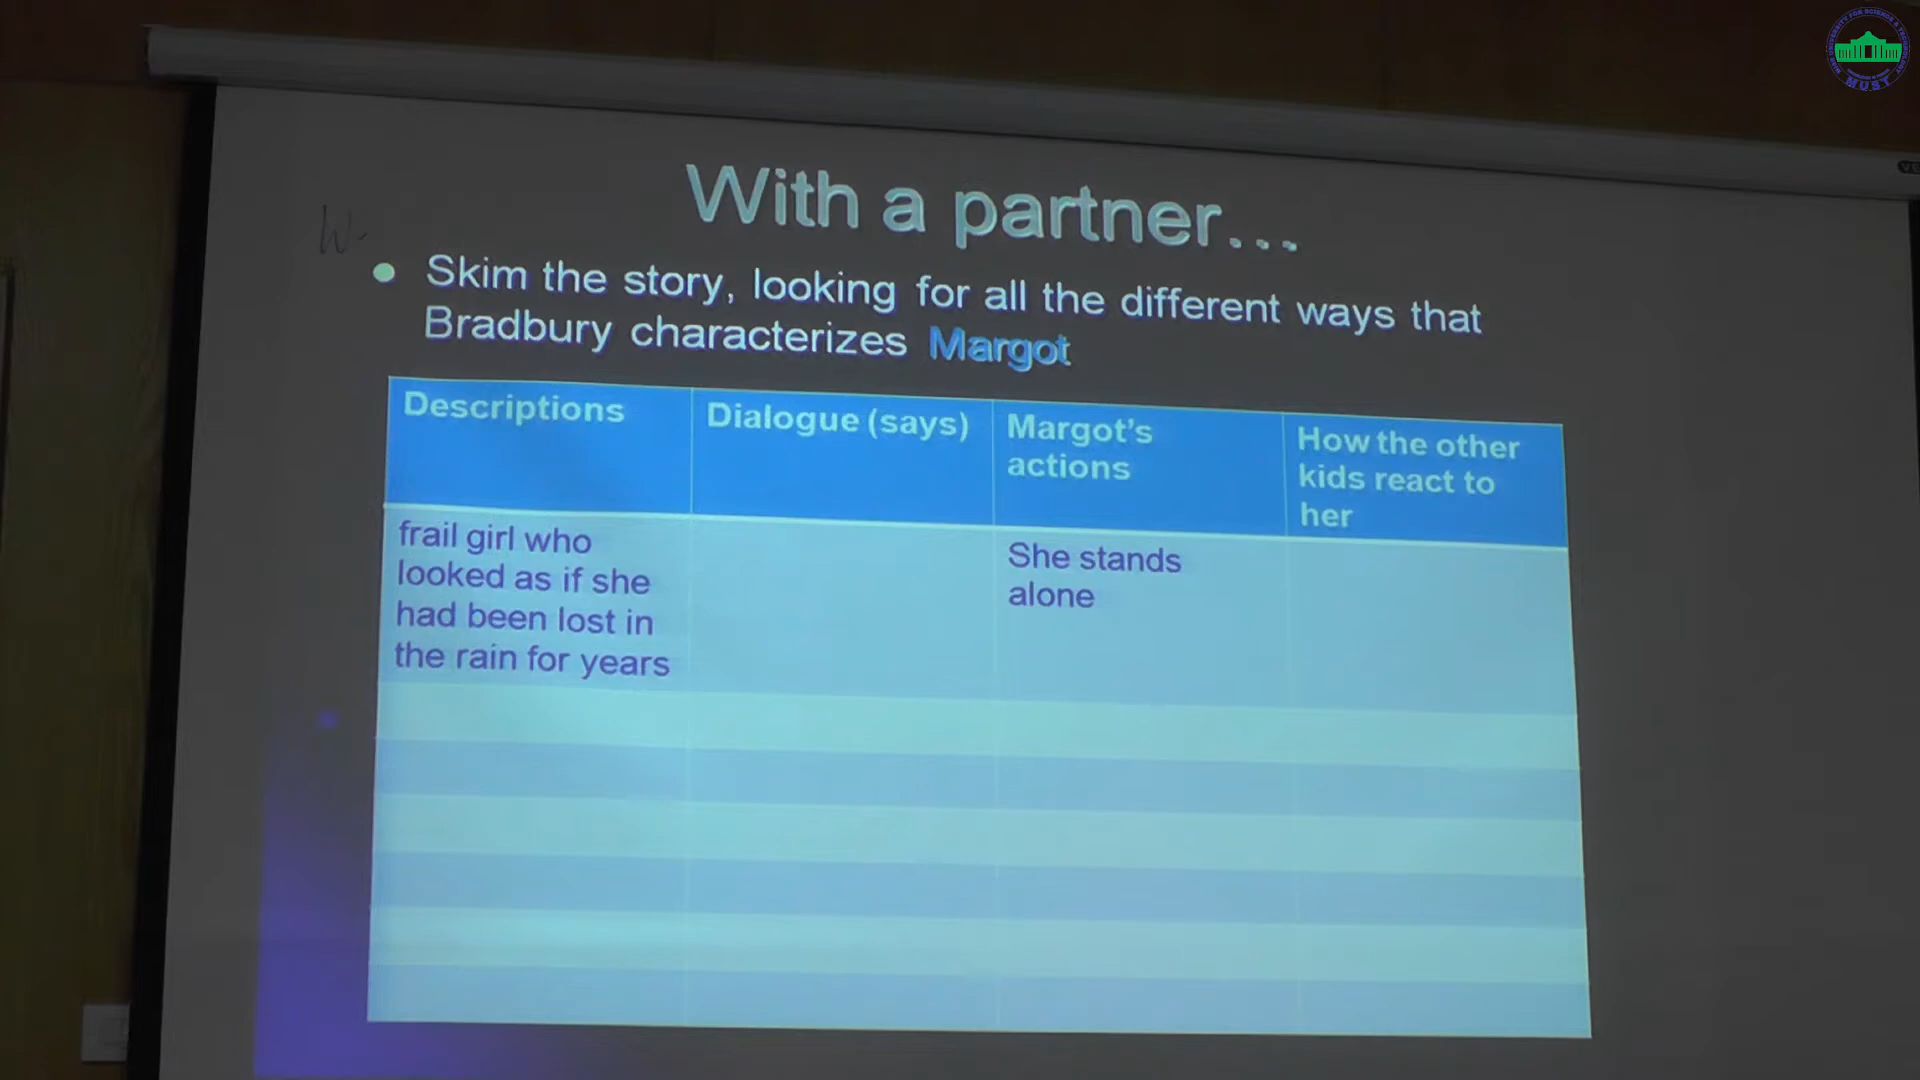 With a partner...
Skim the story, looking for all the different ways that
Bradbury characterizes Margot
Descriptions
Dialogue (says)
Margot's
actions
How the other
kids react to
her
frail girl who
looked as if she
had been lost in
the rain for years
She stands
alone
MUST